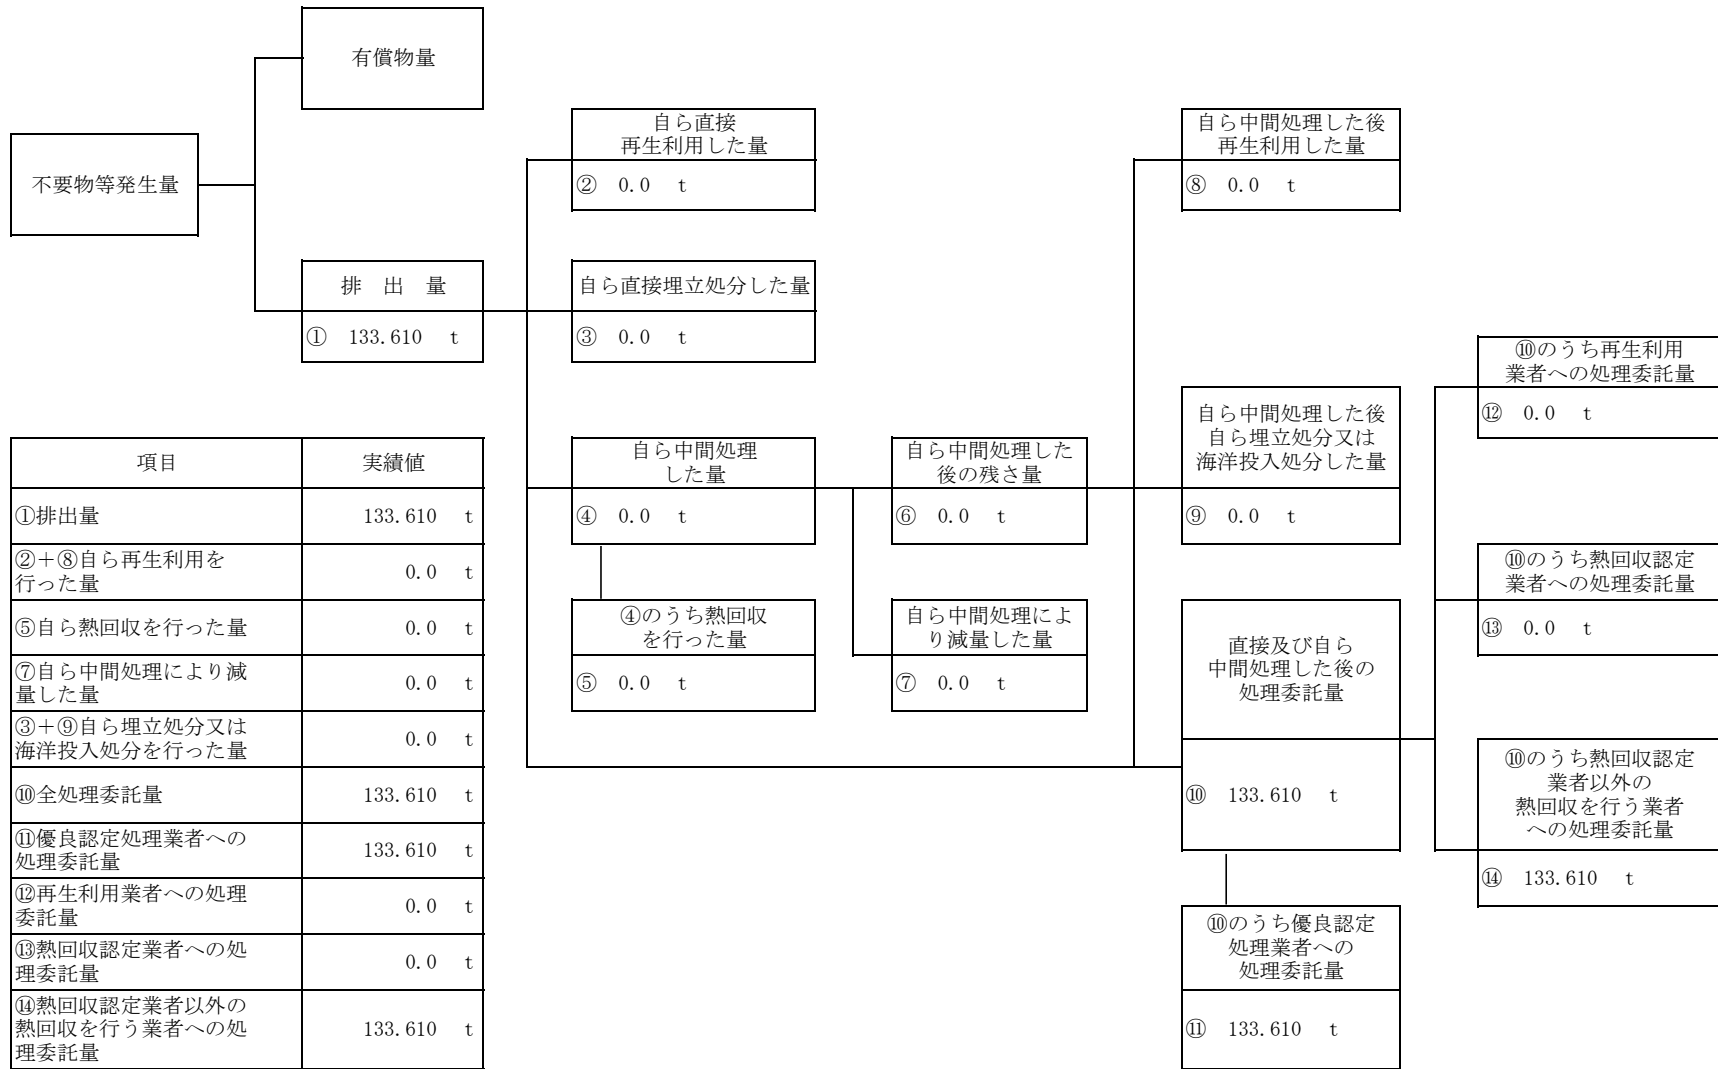 有償物量
不要物等発生量
排　出　量
① 133.610 t
自ら直接
再生利用した量
② 0.0 t
自ら直接埋立処分した量
③ 0.0 t
自ら中間処理
した量
④ 0.0 t
④のうち熱回収
を行った量
⑤ 0.0 t
自ら中間処理した
後の残さ量
⑥ 0.0 t
自ら中間処理によ
り減量した量
⑦ 0.0 t
自ら中間処理した後
再生利用した量
⑧ 0.0 t
自ら中間処理した後
自ら埋立処分又は
海洋投入処分した量
⑨ 0.0 t
直接及び自ら
中間処理した後の
処理委託量
⑩ 133.610 t
⑩のうち優良認定
処理業者への
処理委託量
⑪ 133.610 t
⑩のうち再生利用
業者への処理委託量
⑫ 0.0 t
⑩のうち熱回収認定
業者への処理委託量
⑬ 0.0 t
⑩のうち熱回収認定
業者以外の
熱回収を行う業者
への処理委託量
⑭ 133.610 t
項目 実績値
①排出量 133.610 t
②＋⑧自ら再生利用を
行った量 0.0 t
⑤自ら熱回収を行った量 0.0 t
⑦自ら中間処理により減
量した量 0.0 t
③＋⑨自ら埋立処分又は
海洋投入処分を行った量 0.0 t
⑩全処理委託量 133.610 t
⑪優良認定処理業者への
処理委託量 133.610 t
⑫再生利用業者への処理
委託量 0.0 t
⑬熱回収認定業者への処
理委託量 0.0 t
⑭熱回収認定業者以外の
熱回収を行う業者への処
理委託量 133.610 t